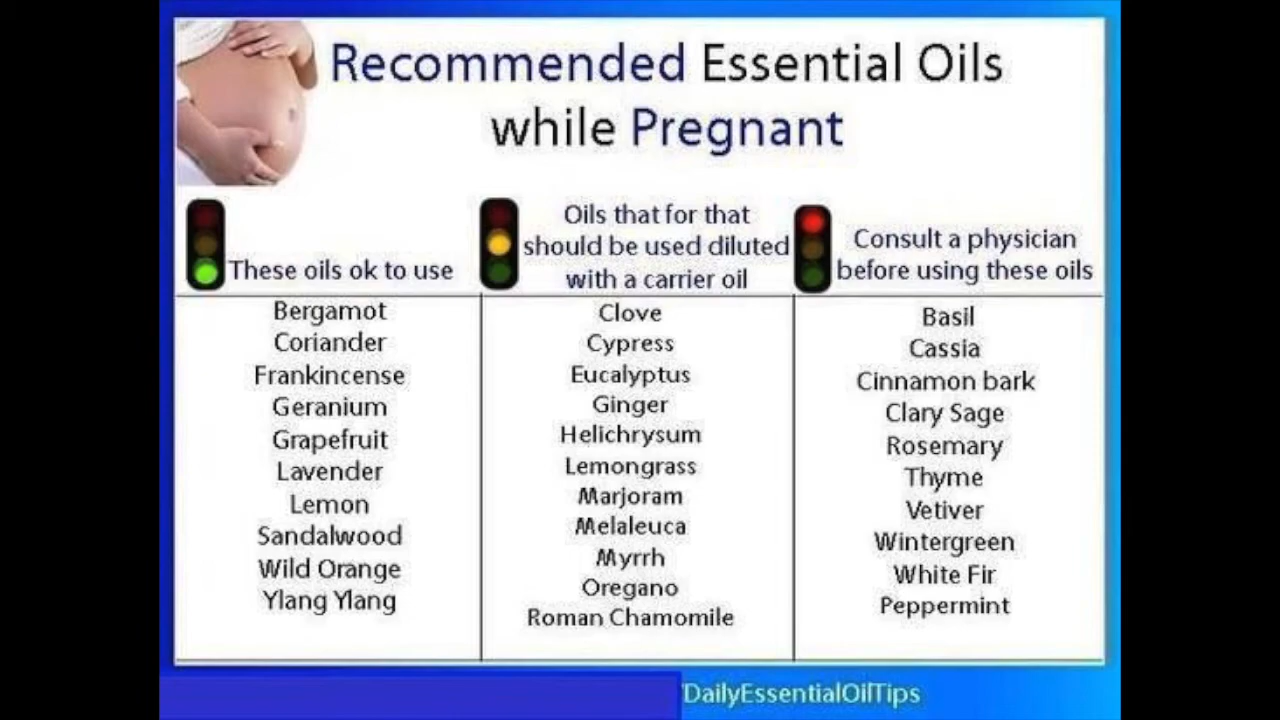 Recommended Essential Oils
while Pregnant
These oils ok to use
Bergamot
Coriander
Frankincense
Geranium
Grapefruit
Lavender
Lemon
Sandalwood
Wild Orange
Ylang Ylang
Oils that for that
should be used diluted
with a carrier oil
Clove
Cypress
Eucalyptus
Ginger
Helichrysum
Lemongrass
Marjoram
Melaleuca
Myrrh
Oregano
Roman Chamomile
Consult a physician
before using these oils
Basil
Cassia
Cinnamon bark
Clary Sage
Rosemary
Thyme
Vetiver
Wintergreen
White Fir
Peppermint
DailyEssentialOilTips